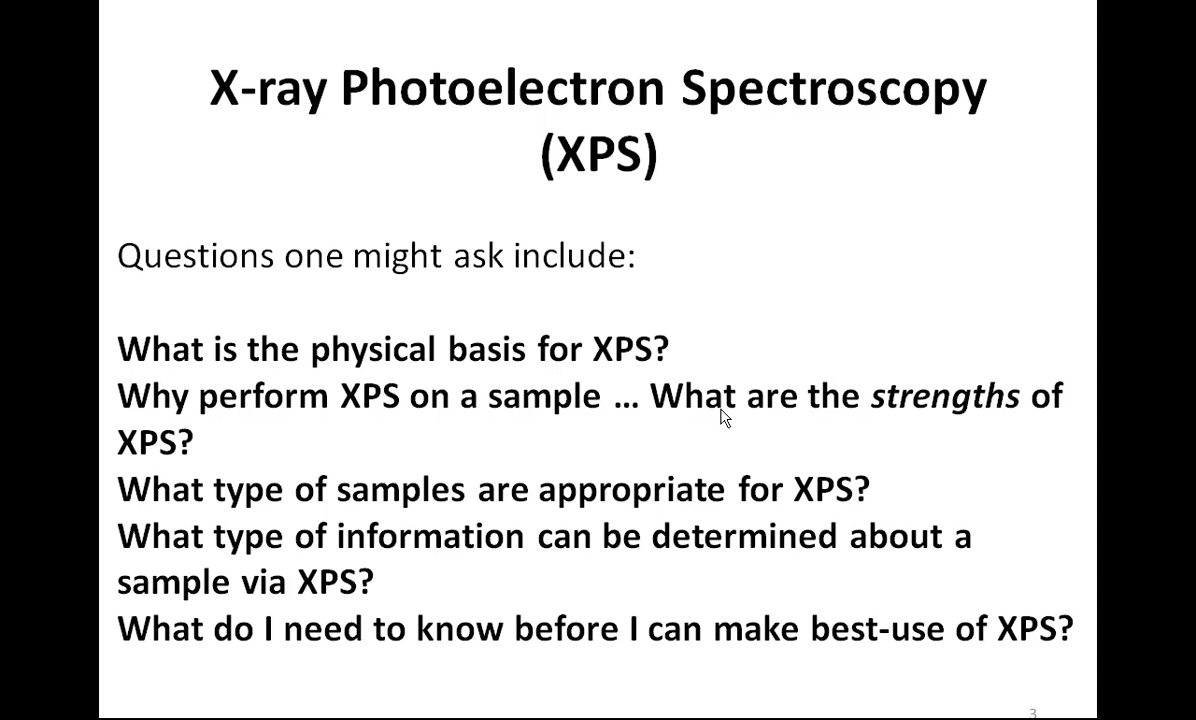 X-ray Photoelectron Spectroscopy
(XPS)
Questions one might ask include:
What is the physical basis for XPS?
Why perform XPS on a sample … What are the strengths of
XPS?
What type of samples are appropriate for XPS?
What type of information can be determined about a
sample via XPS?
What do I need to know before I can make best-use of XPS?
3